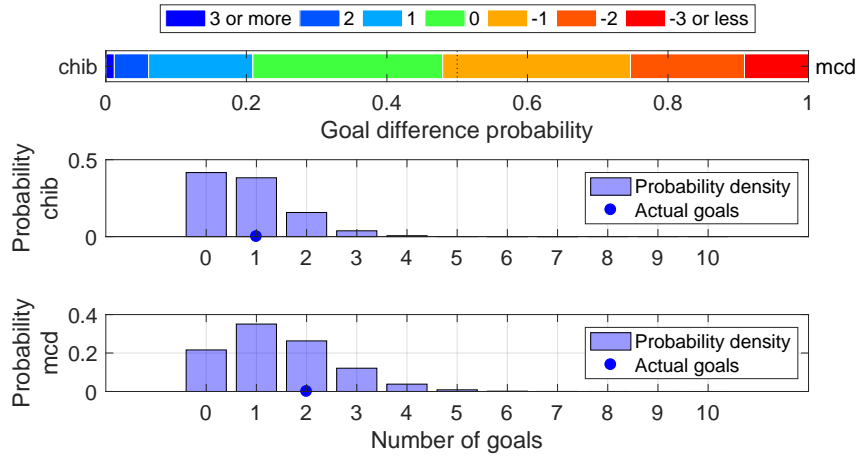 3 or more 2 1 0 -1 -2 -3 or less
chib mcd
0 0.2 0.4 0.6 0.8 1
Goal difference probability
Probability
chib
0.5
0
Probability density
Actual goals
0 1 2 3 4 5 6 7 8 9 10
Probability
mcd
0.4
0.2
0
Probability density
Actual goals
0 1 2 3 4 5 6 7 8 9 10
Number of goals